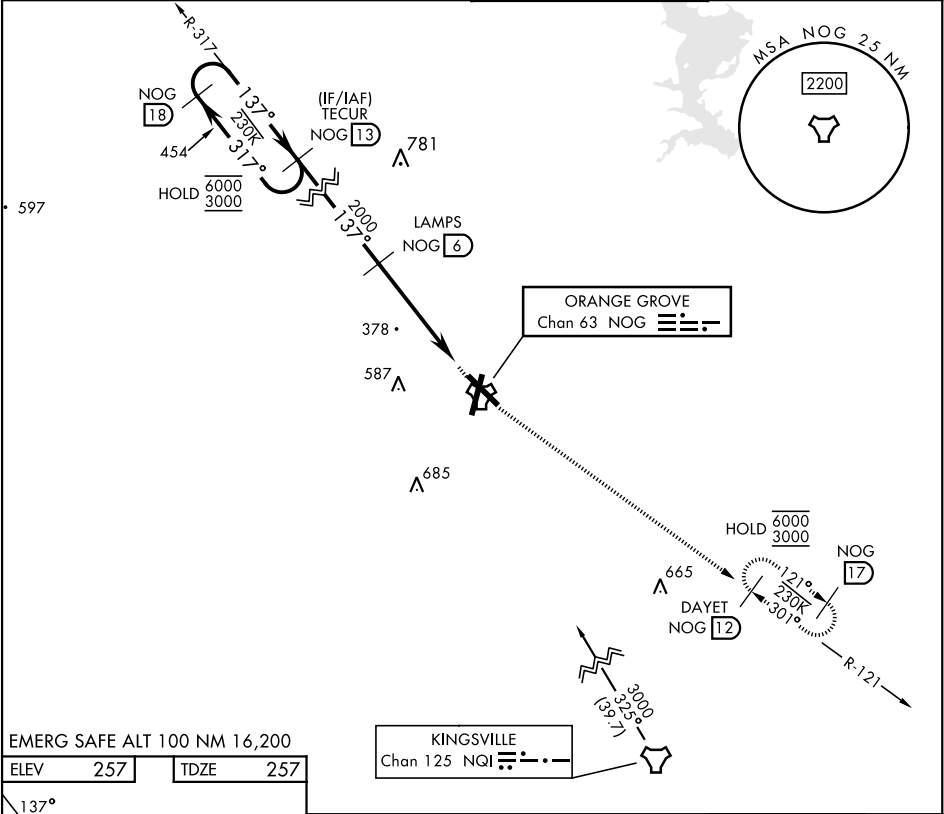 R-317
MSA NOG 25 NM
2200
NOG
18
137°
230K
317°
(IF/IAF)
TECUR
NOG 13
454
781
HOLD 6000
3000
597
2000
137°
LAMPS
NOG 6
ORANGE GROVE
Chan 63 NOG
378
587
685
HOLD 6000
3000
NOG
17
121°
230K
301°
665
DAYET
NOG 12
R-121
3000
325°
(39.7)
KINGSVILLE
Chan 125 NQI
EMERG SAFE ALT 100 NM 16,200
ELEV 257
TDZE 257
137°